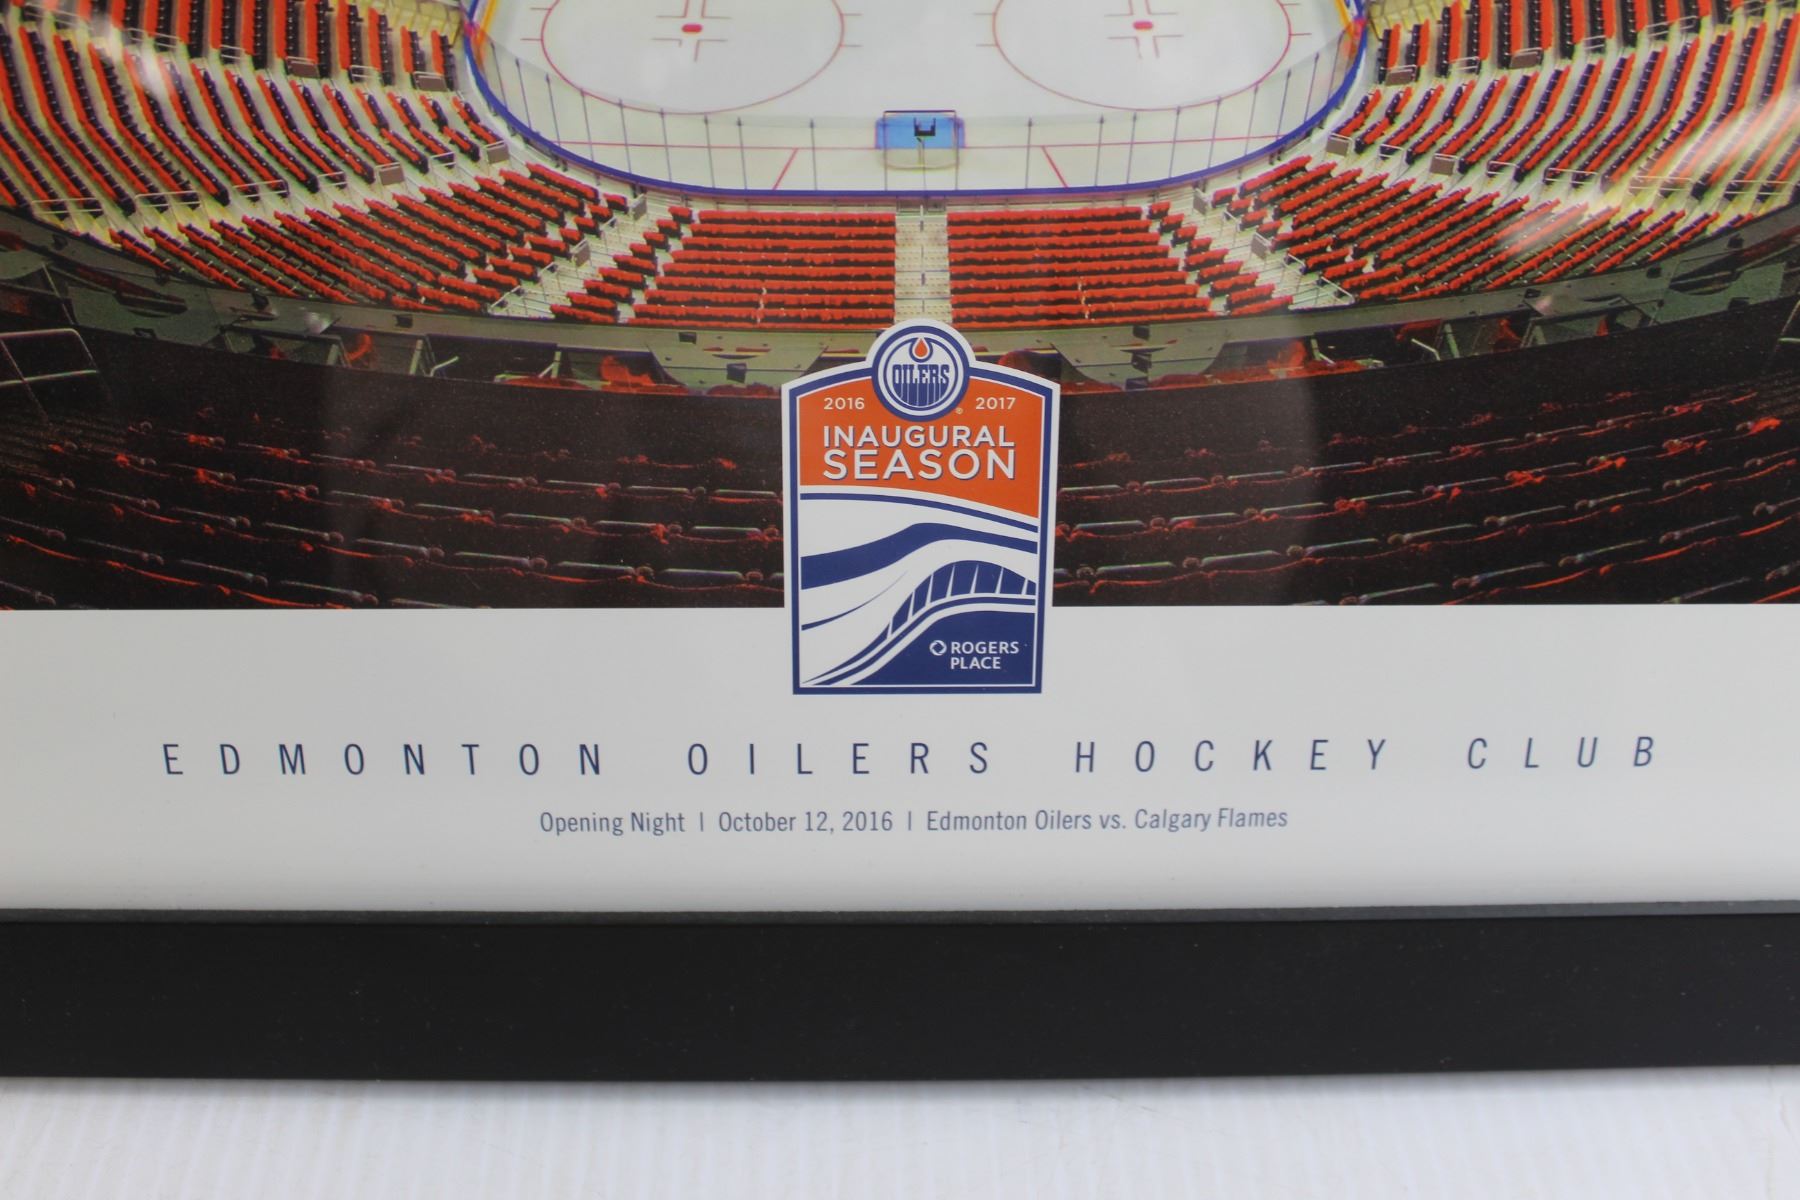 OILERS
2016 2017
INAUGURAL
SEASON
ROGERS
PLACE
EDMONTON OILERS HOCKEY CLUB
Opening Night | October 12, 2016 | Edmonton Oilers vs. Calgary Flames